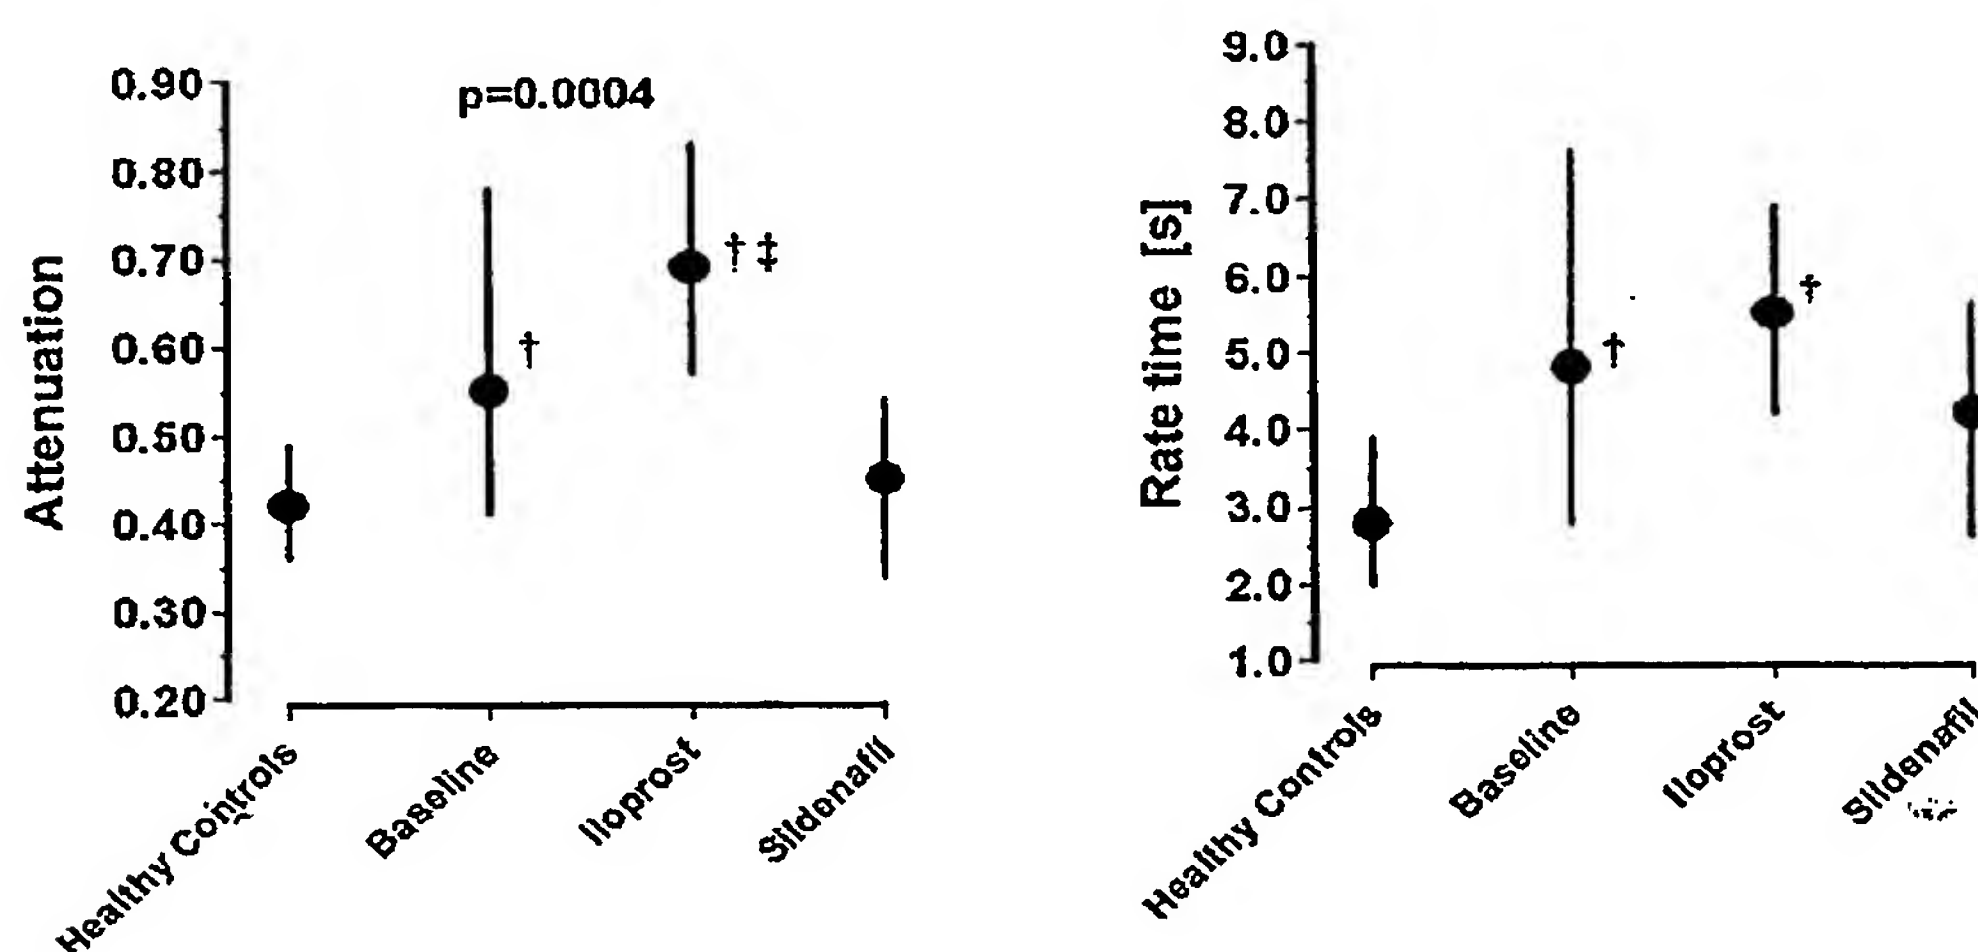 Attenuation
0.90
0.80
0.70
0.60
0.50
0.40
0.30
0.20
p=0.0004
†
† ‡
Healthy Controls
Baseline
Iloprost
Sildenafil
Rate time [s]
9.0
8.0
7.0
6.0
5.0
4.0
3.0
2.0
1.0
†
†
Healthy Controls
Baseline
Iloprost
Sildenafil